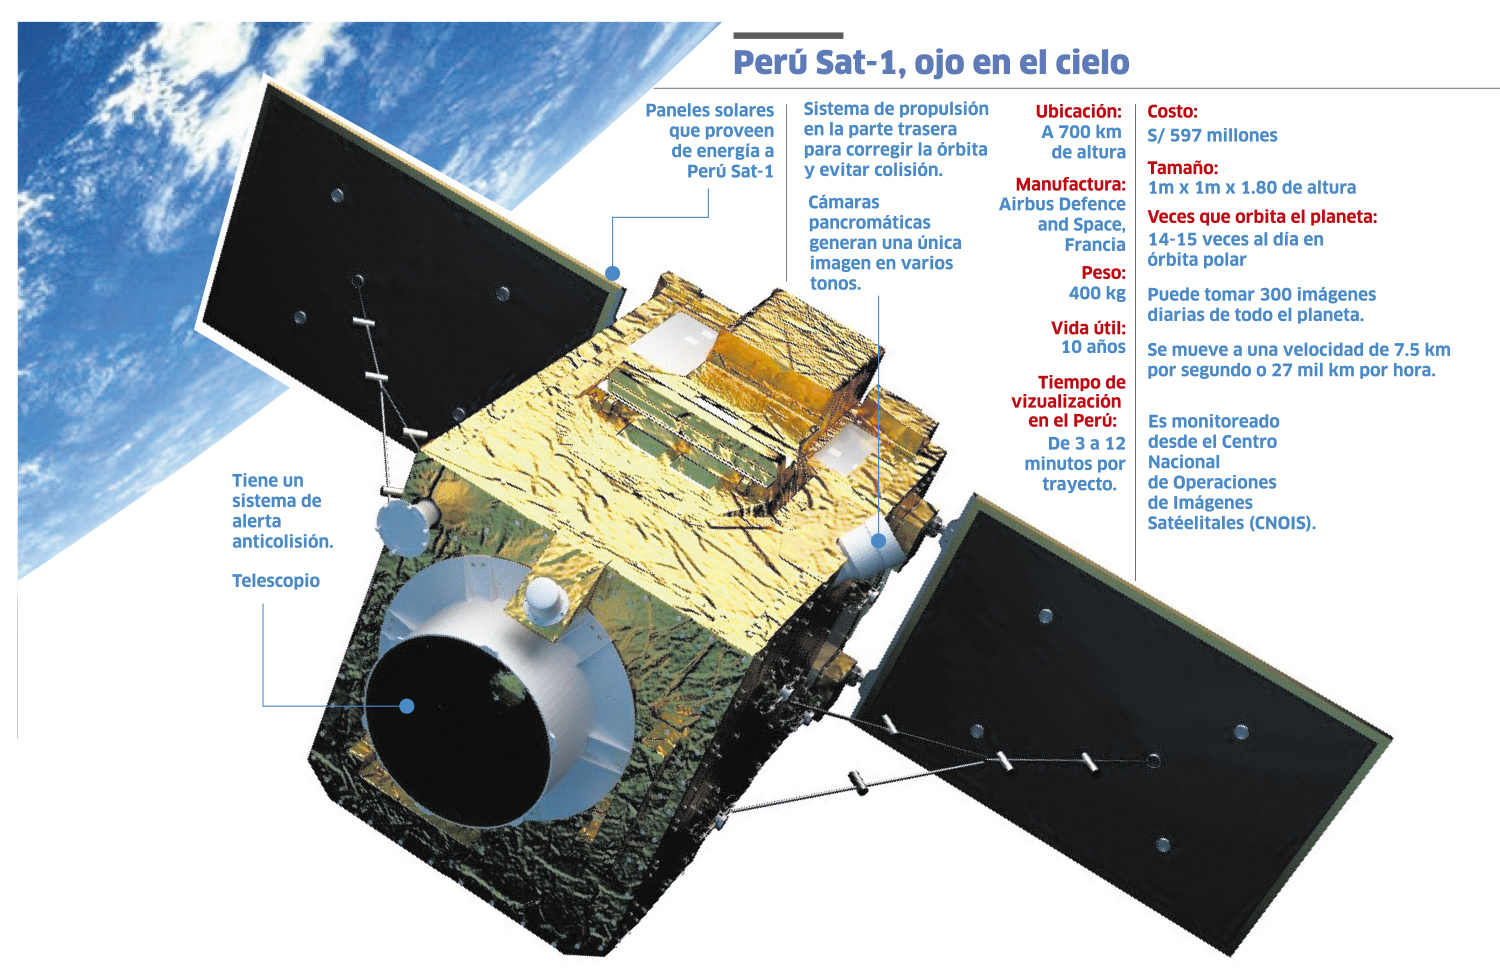 Perú Sat-1, ojo en el cielo
Paneles solares
que proveen
de energía a
Perú Sat-1
Sistema de propulsión
en la parte trasera
para corregir la órbita
y evitar colisión.
Cámaras
pancromáticas
generan una única
imagen en varios
tonos.
Ubicación:
A 700 km
de altura
Manufactura:
Airbus Defence
and Space,
Francia
Peso:
400 kg
Vida útil:
10 años
Tiempo de
vizualización
en el Perú:
De 3 a 12
minutos por
trayecto.
Costo:
S/ 597 millones
Tamaño:
1m x 1m x 1.80 de altura
Veces que orbita el planeta:
14-15 veces al día en
órbita polar
Puede tomar 300 imágenes
diarias de todo el planeta.
Se mueve a una velocidad de 7.5 km
por segundo o 27 mil km por hora.
Es monitoreado
desde el Centro
Nacional
de Operaciones
de Imágenes
Satéelitales (CNOIS).
Tiene un
sistema de
alerta
anticolisión.
Telescopio